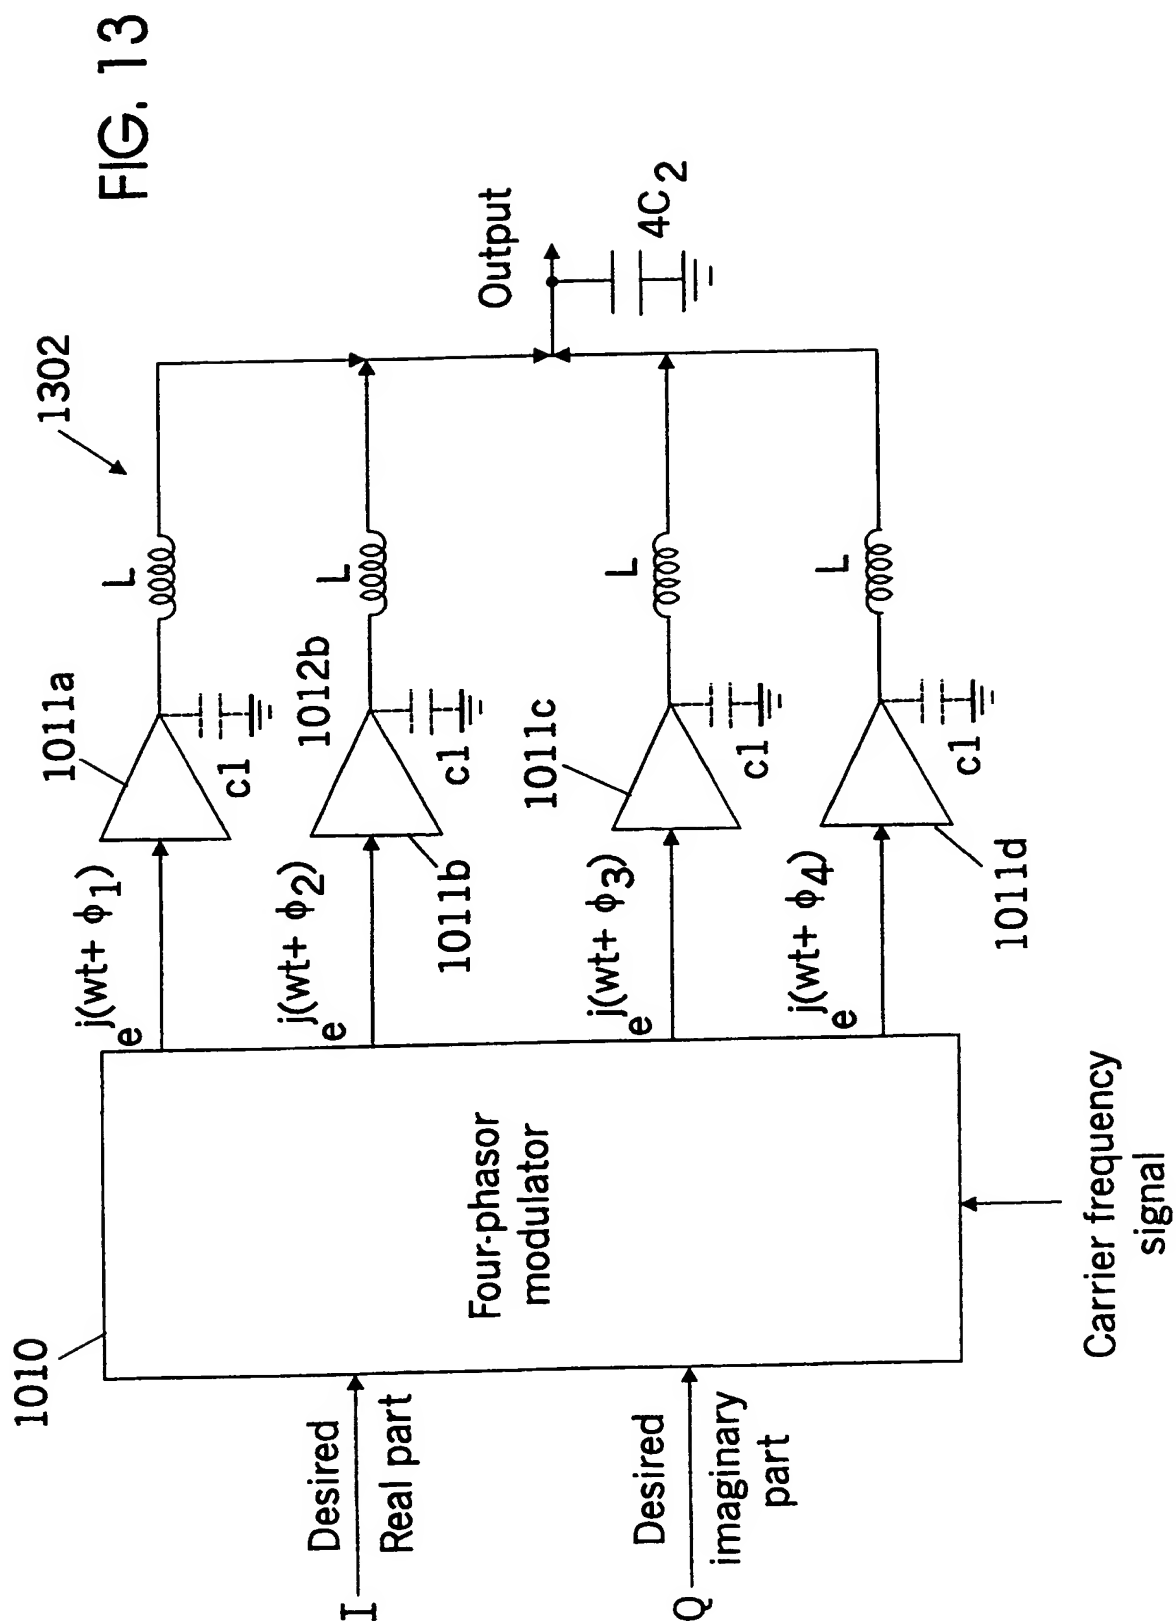 FIG. 13
1302
1010
I
Desired
Real part
Q
Desired
imaginary
part
Four-phasor
modulator
Carrier frequency
signal
e j(wt+ ϕ1)
e j(wt+ ϕ2)
e j(wt+ ϕ3)
e j(wt+ ϕ4)
1011a
c1
L
1011b
1012b
c1
L
1011c
c1
L
1011d
c1
L
Output
4C2